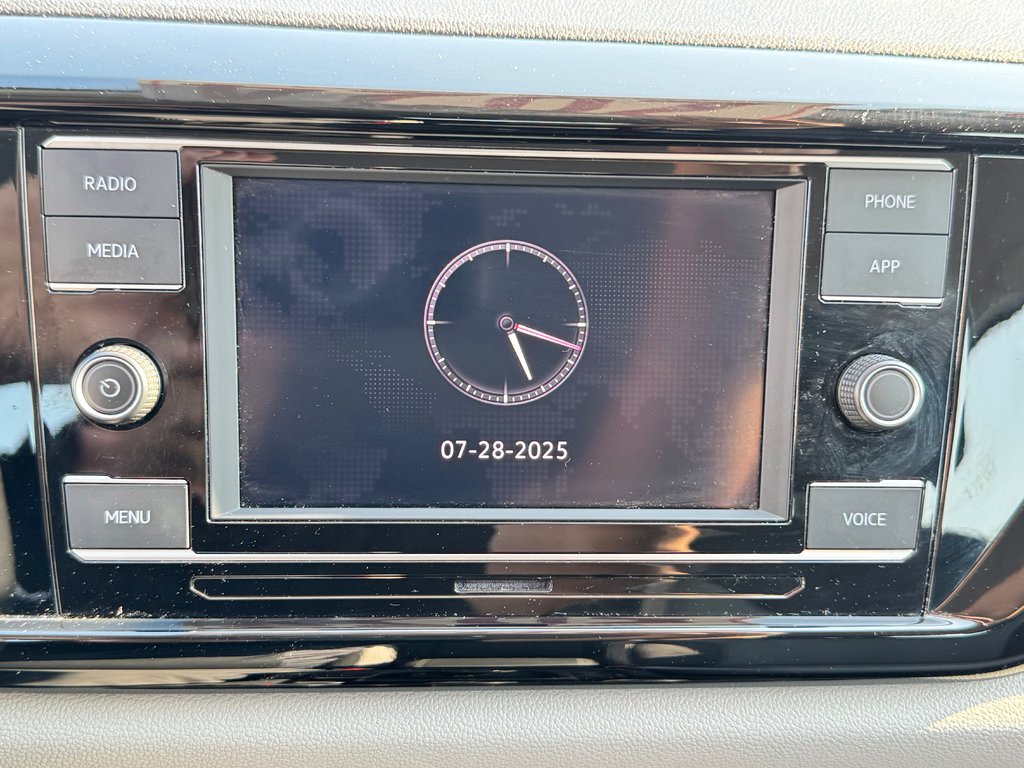 RADIO
MEDIA
PHONE
APP
07-28-2025
MENU
VOICE